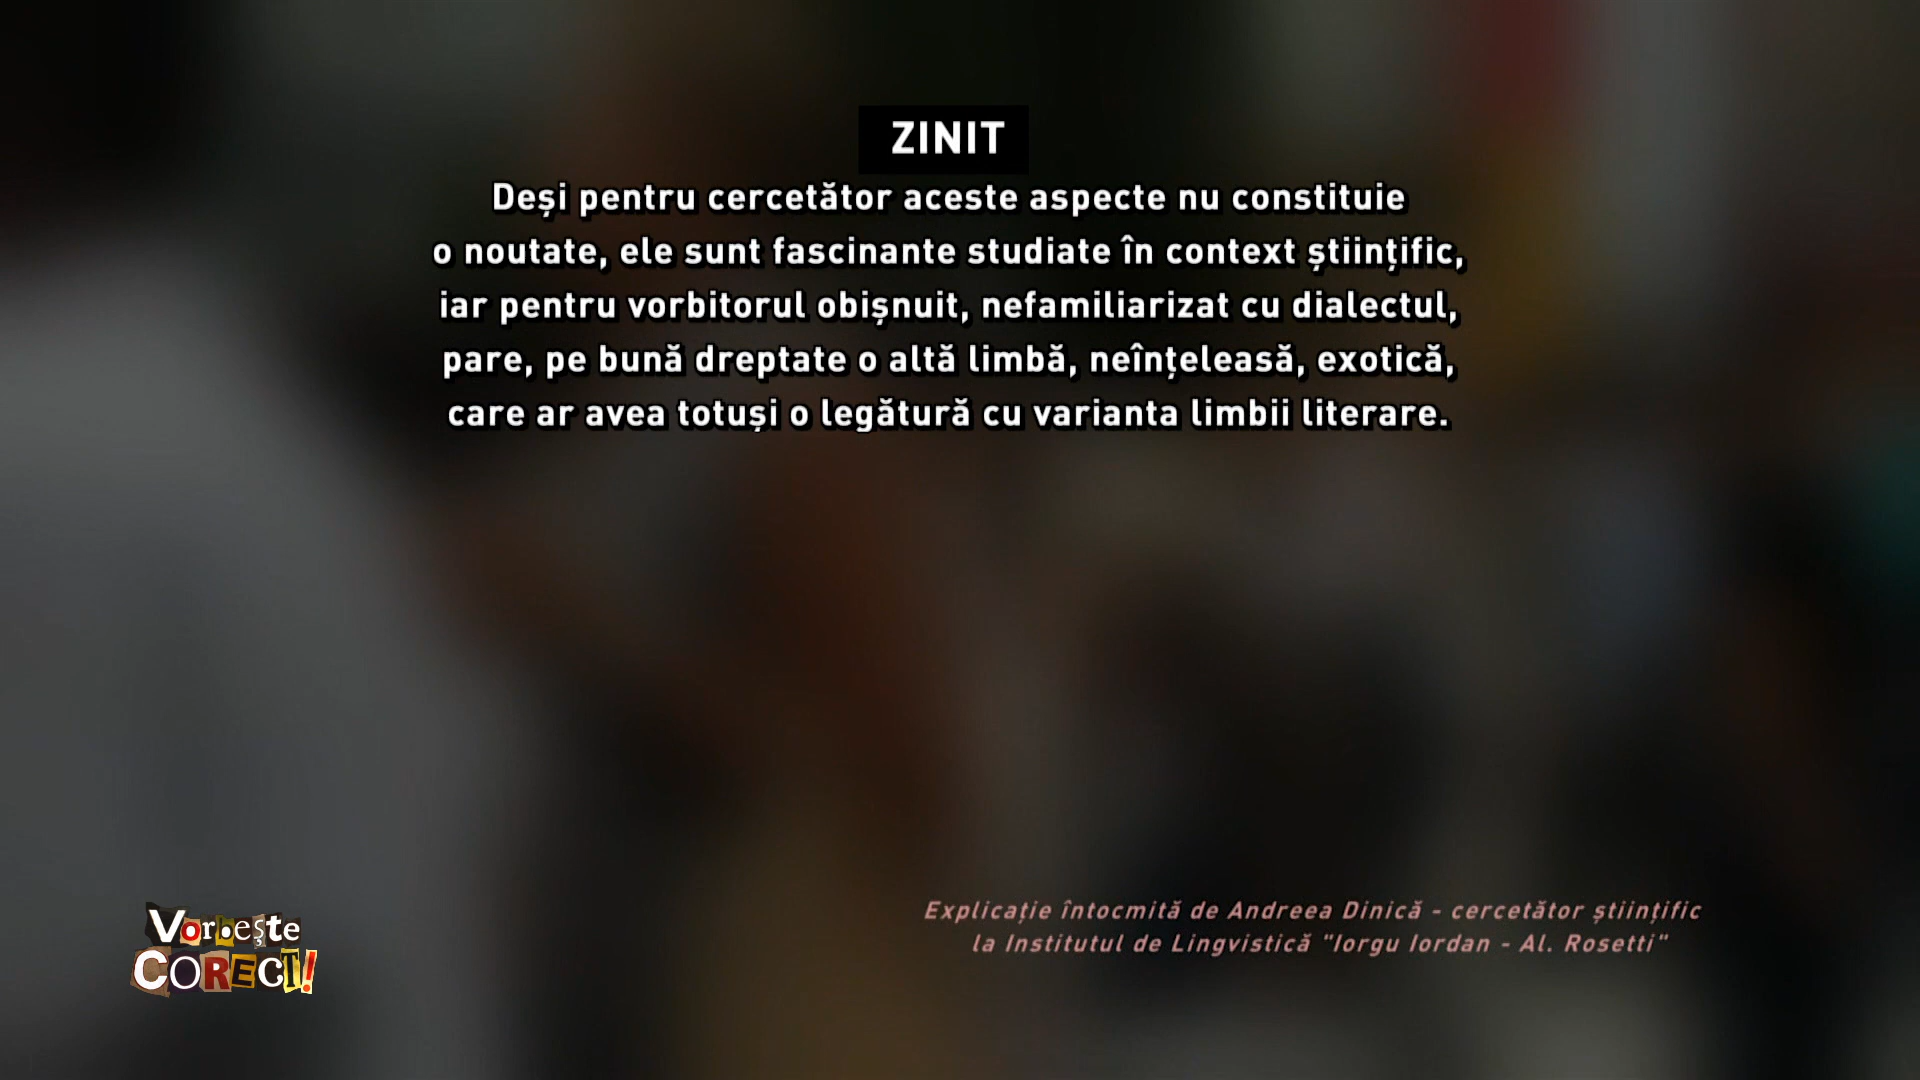 ZINIT
Deși pentru cercetător aceste aspecte nu constituie
o noutate, ele sunt fascinante studiate în context științific,
iar pentru vorbitorul obișnuit, nefamiliarizat cu dialectul,
pare, pe bună dreptate o altă limbă, neînțeleasă, exotică,
care ar avea totuși o legătură cu varianta limbii literare.
Explicație întocmită de Andreea Dinică - cercetător științific
la Institutul de Lingvistică "Iorgu Iordan - Al. Rosetti"
Vorbește
CORECT!